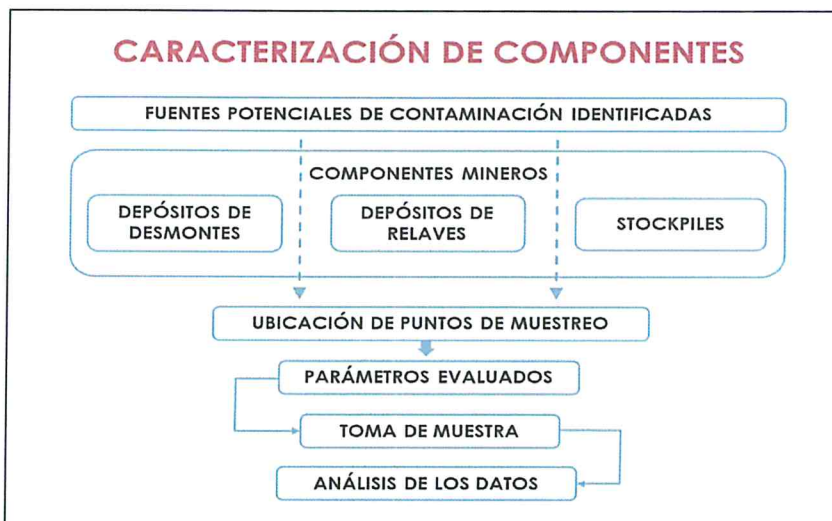 CARACTERIZACIÓN DE COMPONENTES
FUENTES POTENCIALES DE CONTAMINACIÓN IDENTIFICADAS
COMPONENTES MINEROS
DEPÓSITOS DE
DESMONTES
DEPÓSITOS DE
RELAVES
STOCKPILES
UBICACIÓN DE PUNTOS DE MUESTREO
PARÁMETROS EVALUADOS
TOMA DE MUESTRA
ANÁLISIS DE LOS DATOS